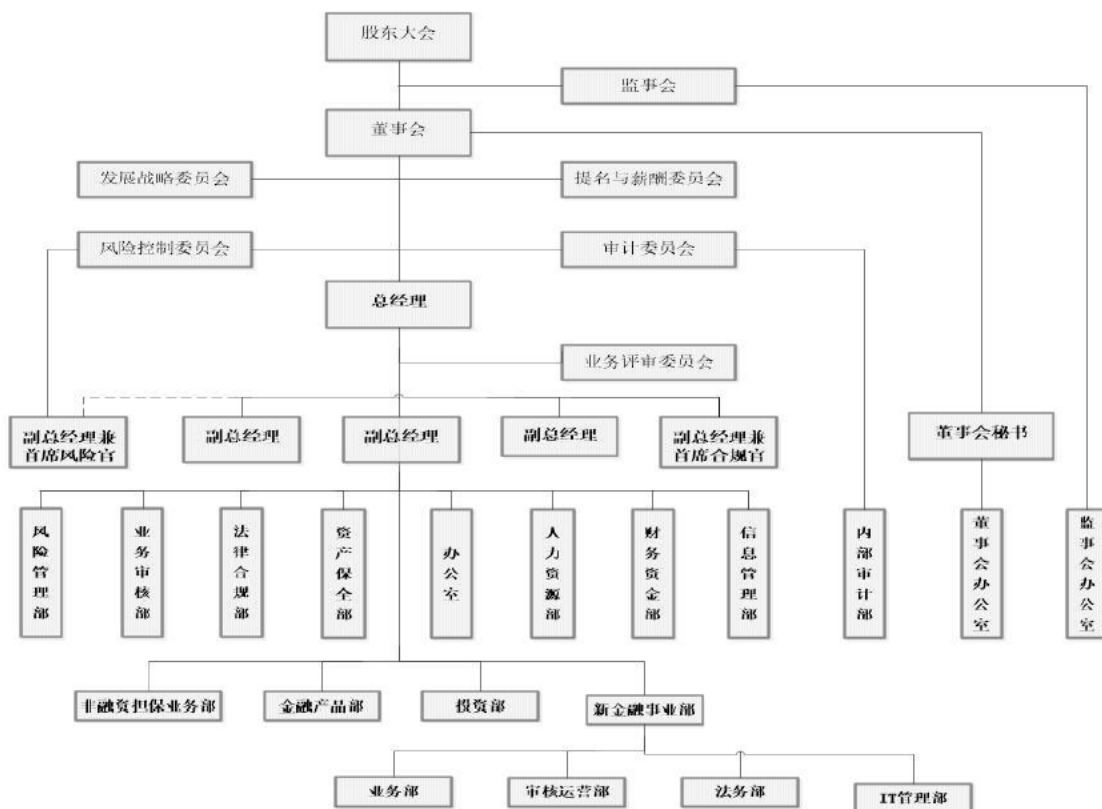 股东大会
监事会
董事会
发展战略委员会
提名与薪酬委员会
风险控制委员会
审计委员会
总经理
业务评审委员会
副总经理兼
首席风险官
副总经理
副总经理
副总经理
副总经理兼
首席合规官
董事会秘书
风险管理部
业务审核部
法律合规部
资产保全部
办公室
人力资源部
财务资金部
信息管理部
内部审计部
董事会办公室
监事会办公室
非融资担保业务部
金融产品部
投资部
新金融事业部
业务部
审核运营部
法务部
IT管理部